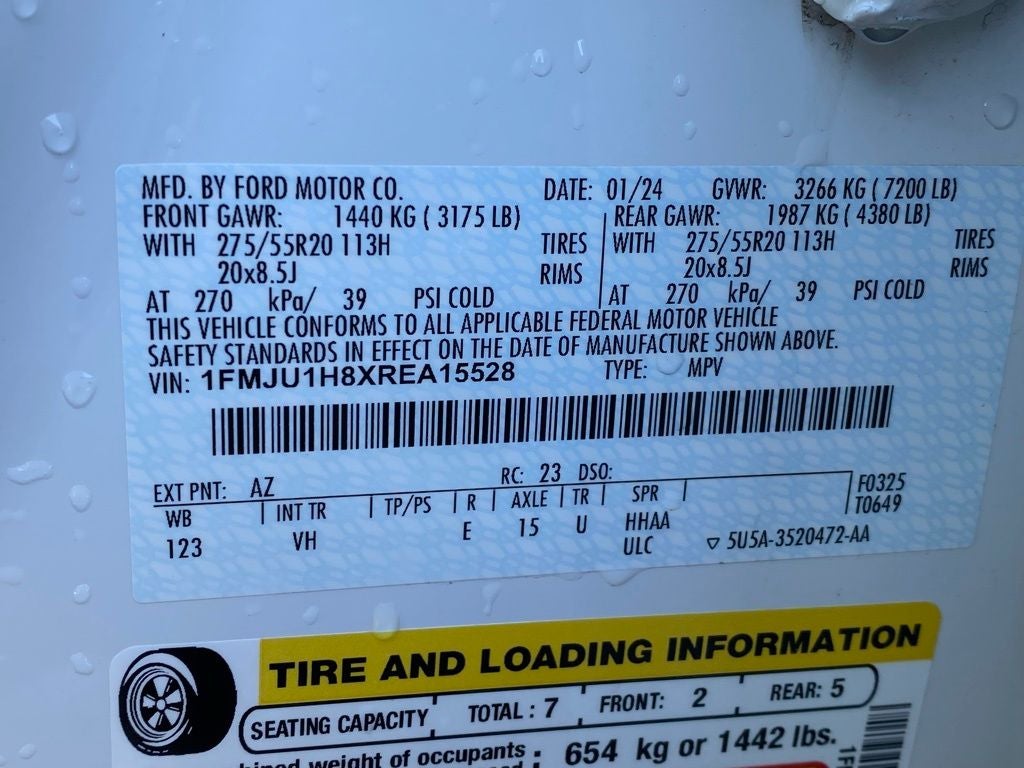 MFD. BY FORD MOTOR CO. DATE: 01/24 GVWR: 3266 KG ( 7200 LB)
FRONT GAWR: 1440 KG ( 3175 LB) REAR GAWR: 1987 KG ( 4380 LB)
WITH 275/55R20 113H TIRES WITH 275/55R20 113H TIRES
20x8.5J RIMS 20x8.5J RIMS
AT 270 kPa/ 39 PSI COLD AT 270 kPa/ 39 PSI COLD
THIS VEHICLE CONFORMS TO ALL APPLICABLE FEDERAL MOTOR VEHICLE
SAFETY STANDARDS IN EFFECT ON THE DATE OF MANUFACTURE SHOWN ABOVE.
VIN: 1FMJU1H8XREA15528 TYPE: MPV
EXT PNT: AZ RC: 23 DSO: F0325
WB INT TR TP/PS R AXLE TR SPR T0649
123 VH E 15 U HHAA
ULC 5U5A-3520472-AA
TIRE AND LOADING INFORMATION
SEATING CAPACITY TOTAL : 7 FRONT: 2 REAR: 5
weight of occupants 654 kg or 1442 lbs.